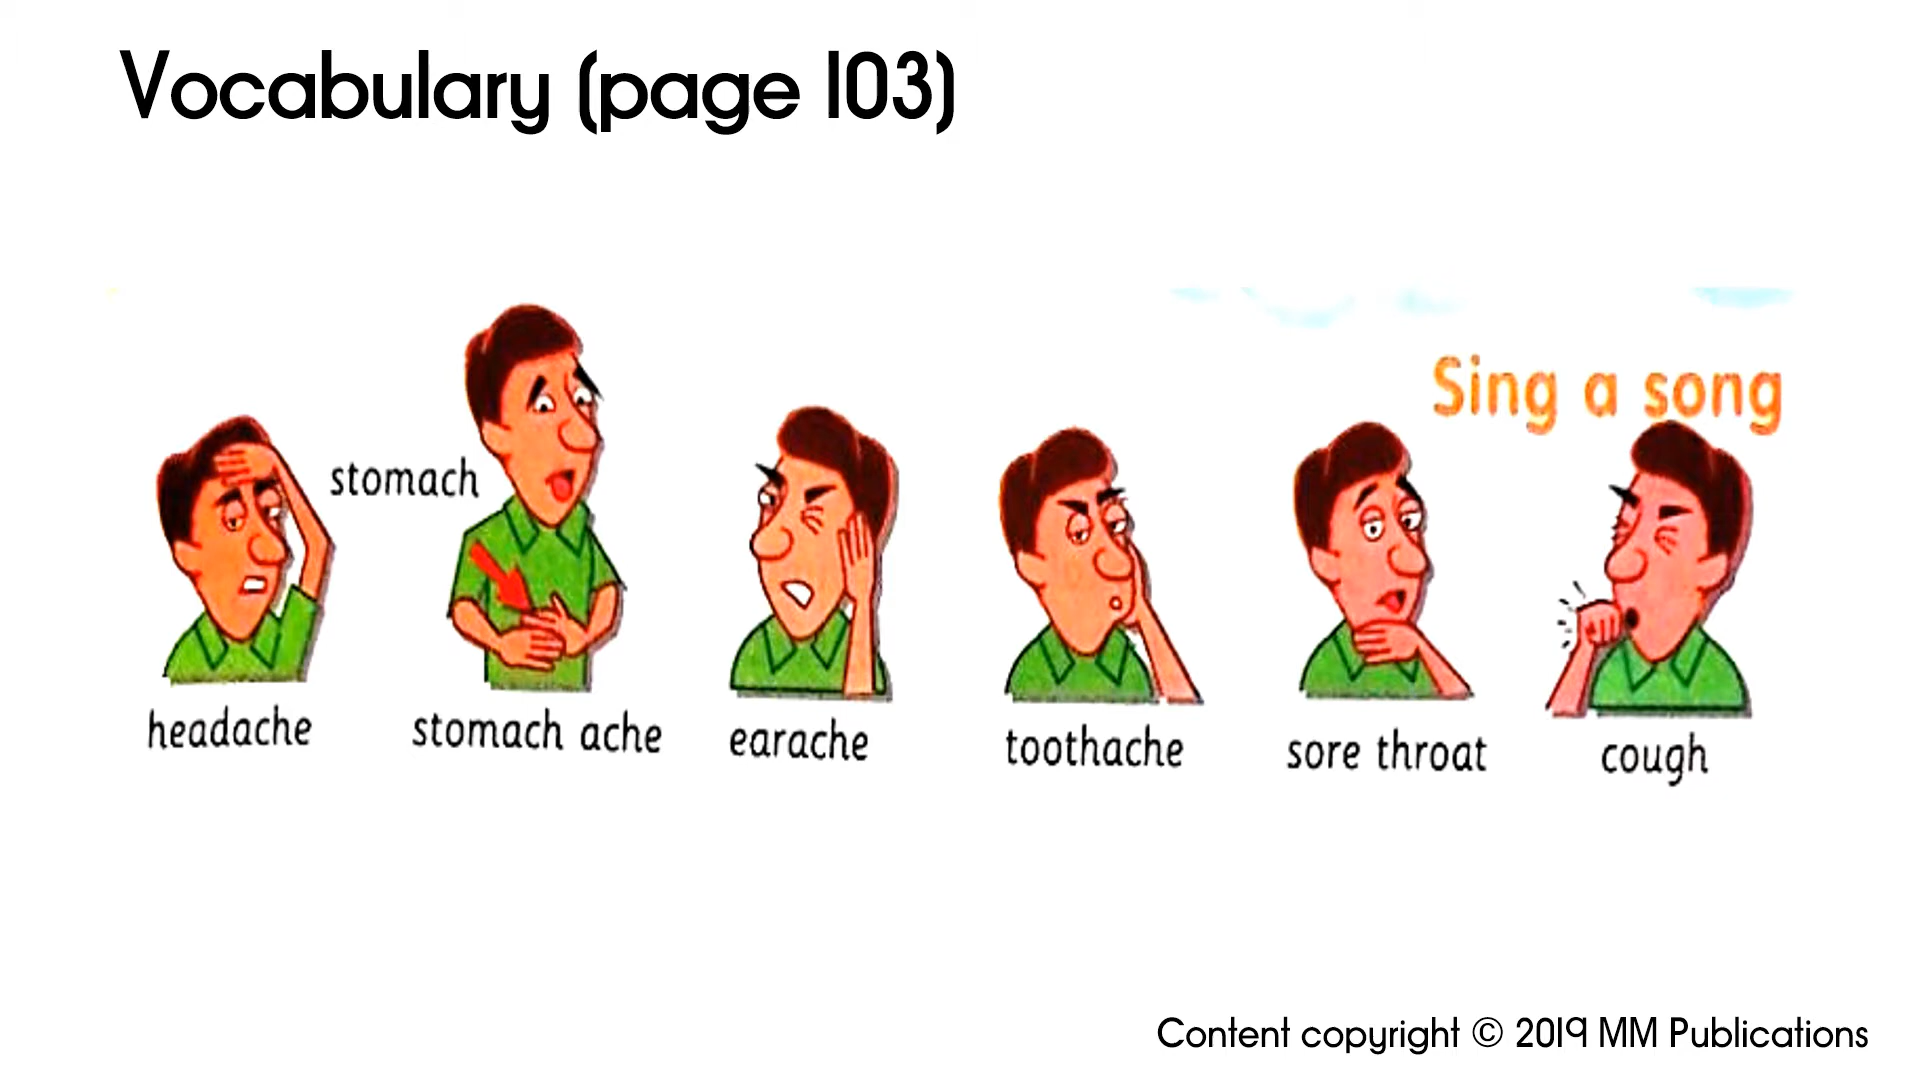 Vocabulary (page 103)
Sing a song
stomach
headache
stomach ache
earache
toothache
sore throat
cough
Content copyright © 2019 MM Publications